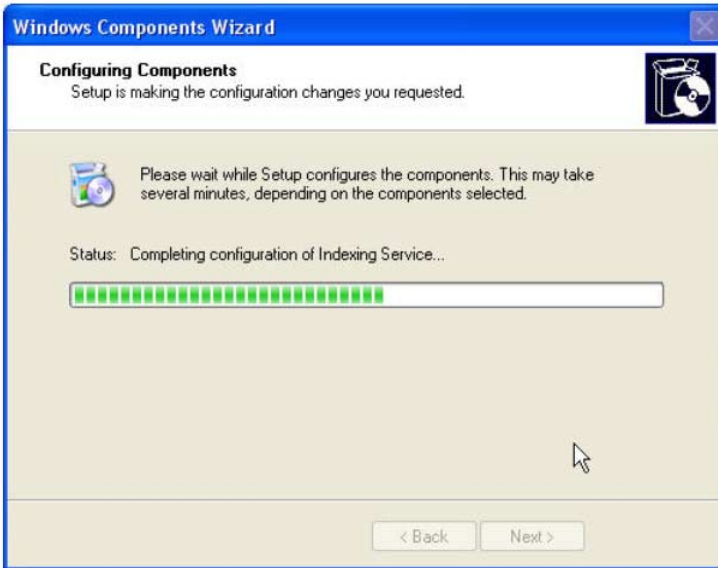 Windows Components Wizard
Configuring Components
Setup is making the configuration changes you requested.
Please wait while Setup configures the components. This may take
several minutes, depending on the components selected.
Status: Completing configuration of Indexing Service...
< Back Next >